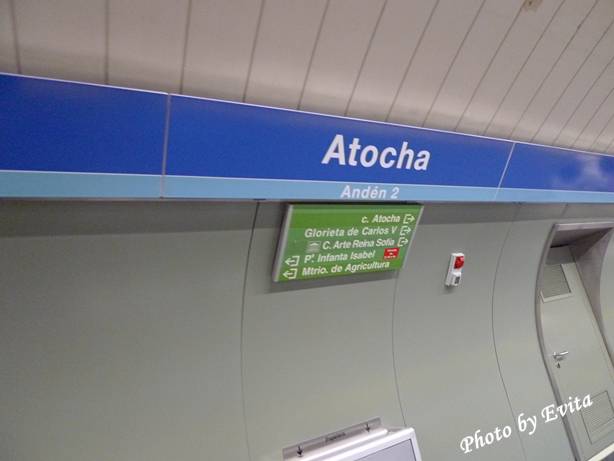 Atocha
Andén 2
c. Atocha
Glorieta de Carlos V
C. Arte Reina Sofía
Pº. Infanta Isabel
Mtrio. de Agricultura
Photo by Evita